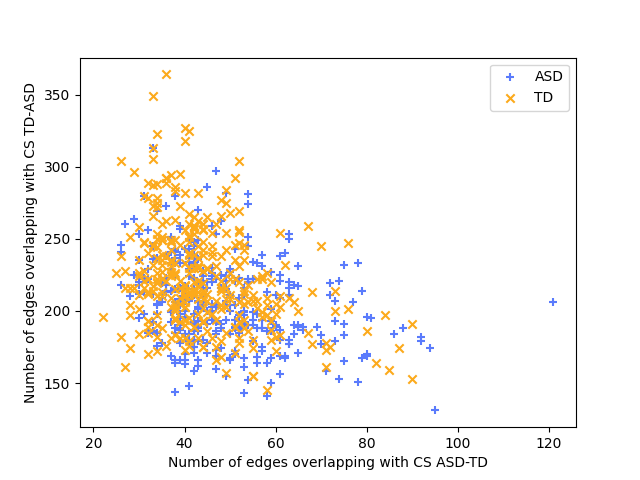 ASD
TD
350
300
250
200
150
20
40
60
80
100
120
Number of edges overlapping with CS TD-ASD
Number of edges overlapping with CS ASD-TD